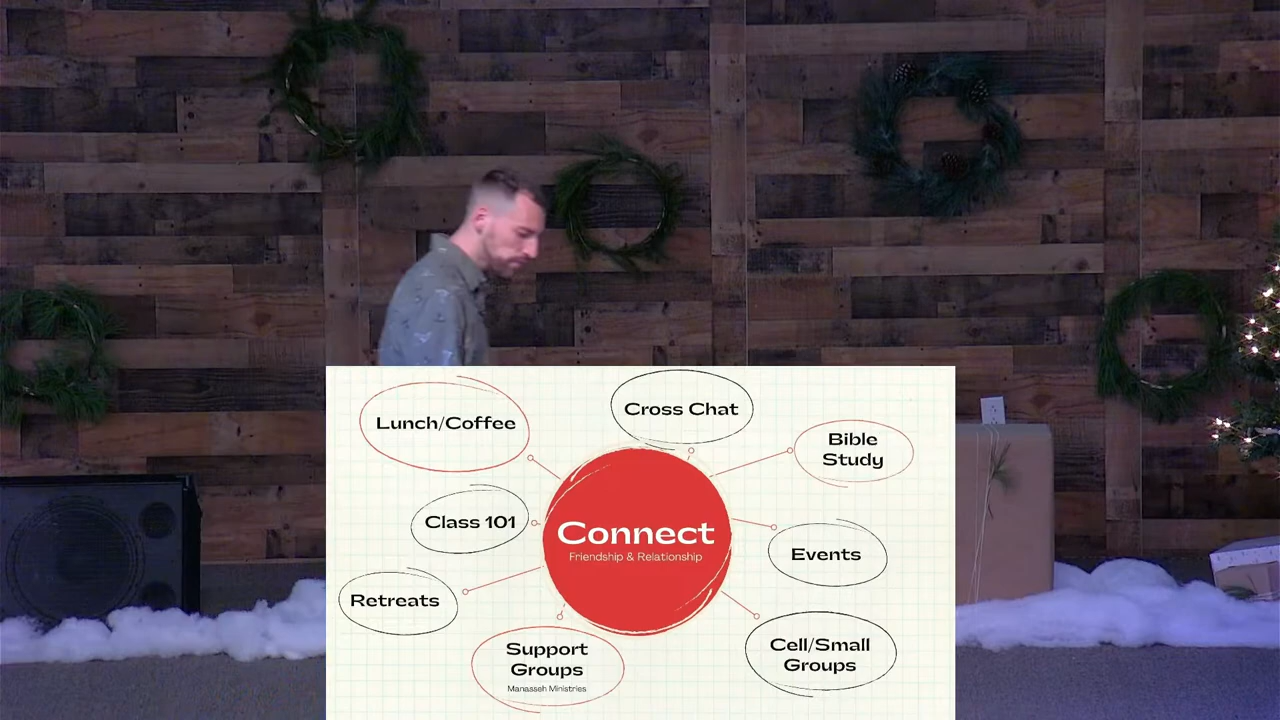 Cross Chat
Lunch/Coffee
Bible
Study
Class 101
Connect
Friendship & Relationship
Events
Retreats
Support
Groups
Manasseh Ministries
Cell/Small
Groups